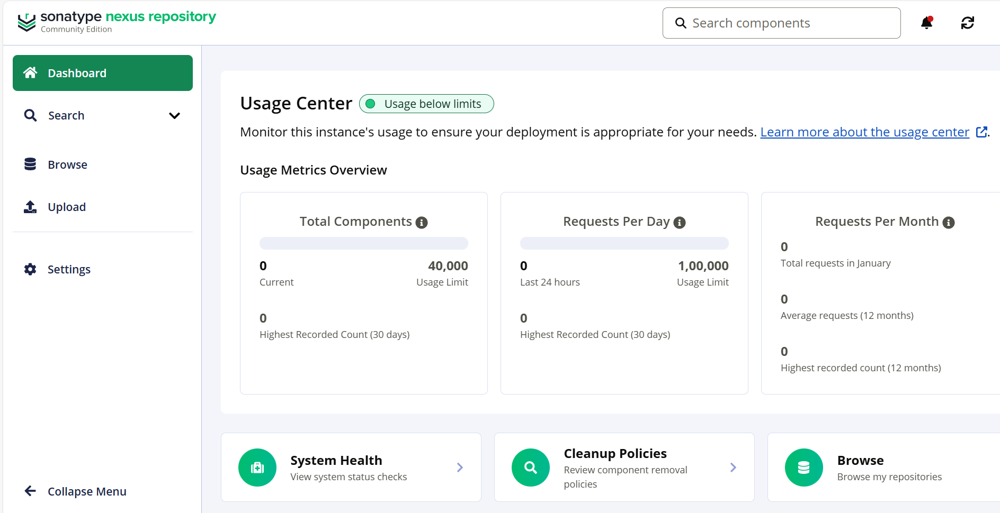 sonatype nexus repository
Community Edition
Search components
Dashboard
Search
Browse
Upload
Settings
Collapse Menu
Usage Center
Usage below limits
Monitor this instance's usage to ensure your deployment is appropriate for your needs. Learn more about the usage center.
Usage Metrics Overview
Total Components
0
40,000
Current
Usage Limit
0
Highest Recorded Count (30 days)
Requests Per Day
0
1,00,000
Last 24 hours
Usage Limit
0
Highest Recorded Count (30 days)
Requests Per Month
0
Total requests in January
0
Average requests (12 months)
0
Highest recorded count (12 months)
System Health
View system status checks
Cleanup Policies
Review component removal
policies
Browse
Browse my repositories